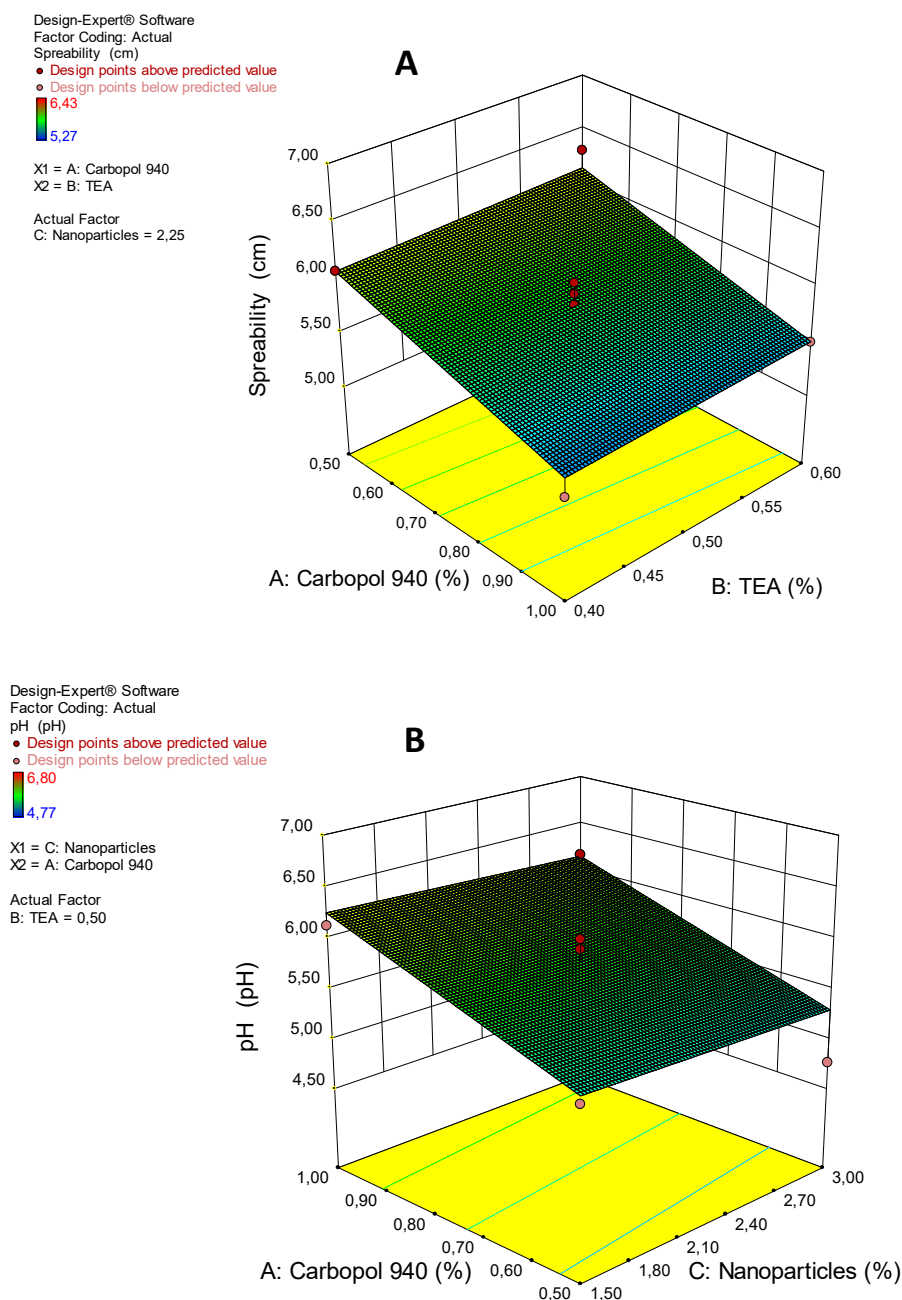 Design-Expert® Software
Factor Coding: Actual
Spreability (cm)
Design points above predicted value
Design points below predicted value
6,43
5,27
X1 = A: Carbopol 940
X2 = B: TEA
Actual Factor
C: Nanoparticles = 2,25
A
7,00
6,50
6,00
5,50
5,00
Spreability (cm)
0,50
0,60
0,70
0,80
0,90
1,00
A: Carbopol 940 (%)
0,40
0,45
0,50
0,55
0,60
B: TEA (%)
Design-Expert® Software
Factor Coding: Actual
pH (pH)
Design points above predicted value
Design points below predicted value
6,80
4,77
X1 = C: Nanoparticles
X2 = A: Carbopol 940
Actual Factor
B: TEA = 0,50
B
7,00
6,50
6,00
5,50
5,00
4,50
pH (pH)
1,00
0,90
0,80
0,70
0,60
0,50
A: Carbopol 940 (%)
1,50
1,80
2,10
2,40
2,70
3,00
C: Nanoparticles (%)